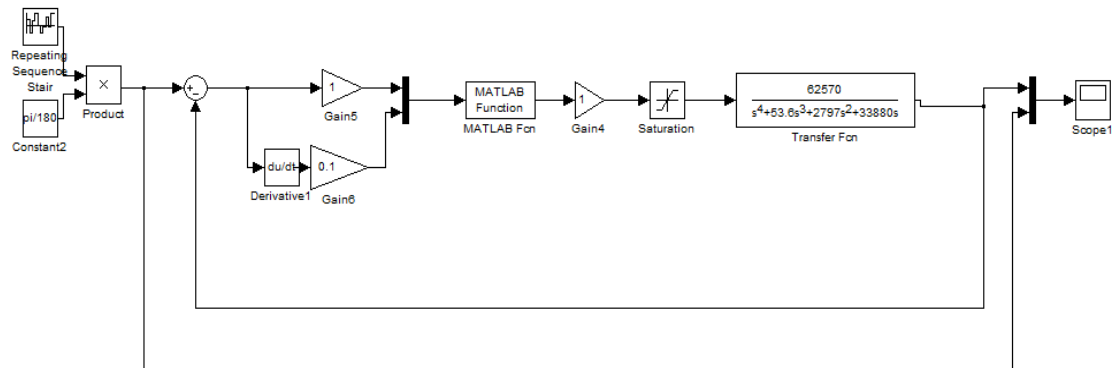 Repeating
Sequence
Stair
pi/180
Constant2
×
Product
+
−
1
Gain5
du/dt
Derivative1
0.1
Gain6
MATLAB
Function
MATLAB Fcn
1
Gain4
Saturation
62570
s⁴+53.6s³+2797s²+33880s
Transfer Fcn
Scope1